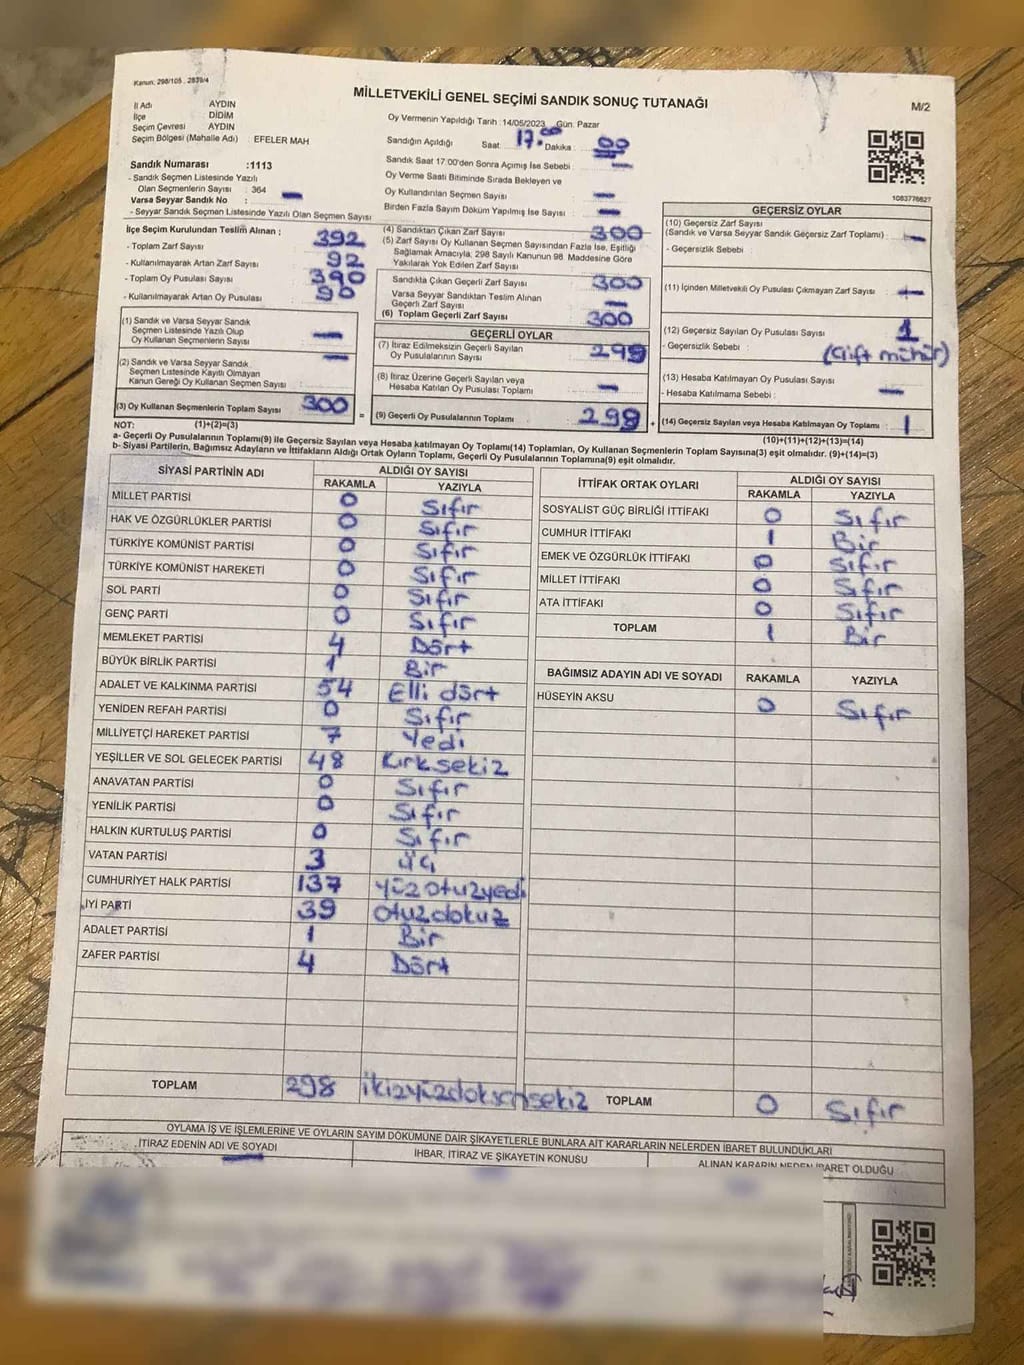 Kanun: 298/105 , 2839/4
MİLLETVEKİLİ GENEL SEÇİMİ SANDIK SONUÇ TUTANAĞI
M/2
İl Adı AYDIN
İlçe DİDİM
Seçim Çevresi AYDIN
Seçim Bölgesi (Mahalle Adı) EFELER MAH
Sandık Numarası :1113
- Sandık Seçmen Listesinde Yazılı
Olan Seçmenlerin Sayısı : 364
Varsa Seyyar Sandık No : —
- Seyyar Sandık Seçmen Listesinde Yazılı Olan Seçmen Sayısı
Oy Vermenin Yapıldığı Tarih :14/05/2023 Gün: Pazar
Sandığın Açıldığı Saat: 17.00 Dakika : 00
Sandık Saat 17:00'den Sonra Açımış İse Sebebi : —
Oy Verme Saati Bitiminde Sırada Bekleyen ve
Oy Kullandırılan Seçmen Sayısı : —
Birden Fazla Sayım Döküm Yapılmış İse Sayısı : —
1083776627
İlçe Seçim Kurulundan Teslim Alınan :
- Toplam Zarf Sayısı : 392
- Kullanılmayarak Artan Zarf Sayısı : 92
- Toplam Oy Pusulası Sayısı : 390
- Kullanılmayarak Artan Oy Pusulası : 90
(1) Sandık ve Varsa Seyyar Sandık
Seçmen Listesinde Yazılı Olup
Oy Kullanan Seçmenlerin Sayısı : —
(2) Sandık ve Varsa Seyyar Sandık —
Seçmen Listesinde Kayıtlı Olmayan
Kanun Gereği Oy Kullanan Seçmen Sayısı :
(3) Oy Kullanan Seçmenlerin Toplam Sayısı 300
(4) Sandıktan Çıkan Zarf Sayısı : 300
(5) Zarf Sayısı Oy Kullanan Seçmen Sayısından Fazla İse, Eşitliği
Sağlamak Amacıyla, 298 Sayılı Kanunun 98. Maddesine Göre
Yakılarak Yok Edilen Zarf Sayısı :
Sandıkta Çıkan Geçerli Zarf Sayısı : 300
Varsa Seyyar Sandıktan Teslim Alınan
Geçerli Zarf Sayısı : —
(6) Toplam Geçerli Zarf Sayısı : 300
GEÇERLİ OYLAR
(7) İtiraz Edilmeksizin Geçerli Sayılan
Oy Pusulalarının Sayısı : 299
(8) İtiraz Üzerine Geçerli Sayılan veya
Hesaba Katılan Oy Pusulası Toplamı : —
= (9) Geçerli Oy Pusulalarının Toplamı : 299 +
GEÇERSİZ OYLAR
(10) Geçersiz Zarf Sayısı
(Sandık ve Varsa Seyyar Sandık Geçersiz Zarf Toplamı) : —
- Geçersizlik Sebebi :
(11) İçinden Milletvekili Oy Pusulası Çıkmayan Zarf Sayısı : —
(12) Geçersiz Sayılan Oy Pusulası Sayısı : 1
- Geçersizlik Sebebi : (Çift mühür)
(13) Hesaba Katılmayan Oy Pusulası Sayısı
- Hesaba Katılmama Sebebi : —
(14) Geçersiz Sayılan veya Hesaba Katılmayan Oy Toplamı : 1
NOT: (1)+(2)=(3)
(10)+(11)+(12)+(13)=(14)
a- Geçerli Oy Pusulalarının Toplamı(9) ile Geçersiz Sayılan veya Hesaba katılmayan Oy Toplamı(14) Toplamları, Oy Kullanan Seçmenlerin Toplam Sayısına(3) eşit olmalıdır. (9)+(14)=(3)
b- Siyasi Partilerin, Bağımsız Adayların ve İttifakların Aldığı Ortak Oyların Toplamı, Geçerli Oy Pusulalarının Toplamına(9) eşit olmalıdır.
SİYASİ PARTİNİN ADI ALDIĞI OY SAYISI
RAKAMLA YAZIYLA
MİLLET PARTİSİ 0 Sıfır
HAK VE ÖZGÜRLÜKLER PARTİSİ 0 Sıfır
TÜRKİYE KOMÜNİST PARTİSİ 0 Sıfır
TÜRKİYE KOMÜNİST HAREKETİ 0 Sıfır
SOL PARTİ 0 Sıfır
GENÇ PARTİ 0 Sıfır
MEMLEKET PARTİSİ 4 Dört
BÜYÜK BİRLİK PARTİSİ 1 Bir
ADALET VE KALKINMA PARTİSİ 54 Elli dört
YENİDEN REFAH PARTİSİ 0 Sıfır
MİLLİYETÇİ HAREKET PARTİSİ 7 Yedi
YEŞİLLER VE SOL GELECEK PARTİSİ 48 Kırksekiz
ANAVATAN PARTİSİ 0 Sıfır
YENİLİK PARTİSİ 0 Sıfır
HALKIN KURTULUŞ PARTİSİ 0 Sıfır
VATAN PARTİSİ 3 üç
CUMHURİYET HALK PARTİSİ 137 yüz otuzyedi
İYİ PARTİ 39 otuzdokuz
ADALET PARTİSİ 1 Bir
ZAFER PARTİSİ 4 Dört
TOPLAM 298 ikizyüzdoksensekiz
İTTİFAK ORTAK OYLARI ALDIĞI OY SAYISI
RAKAMLA YAZIYLA
SOSYALİST GÜÇ BİRLİĞİ İTTİFAKI 0 Sıfır
CUMHUR İTTİFAKI 1 Bir
EMEK VE ÖZGÜRLÜK İTTİFAKI 0 Sıfır
MİLLET İTTİFAKI 0 Sıfır
ATA İTTİFAKI 0 Sıfır
TOPLAM 1 Bir
BAĞIMSIZ ADAYIN ADI VE SOYADI RAKAMLA YAZIYLA
HÜSEYİN AKSU 0 Sıfır
TOPLAM 0 Sıfır
OYLAMA İŞ VE İŞLEMLERİNE VE OYLARIN SAYIM DÖKÜMÜNE DAİR ŞİKAYETLERLE BUNLARA AİT KARARLARIN NELERDEN İBARET BULUNDUKLARI
İTİRAZ EDENİN ADI VE SOYADI
İHBAR, İTİRAZ VE ŞİKAYETİN KONUSU
ALINAN KARARIN NEDEN İBARET OLDUĞU